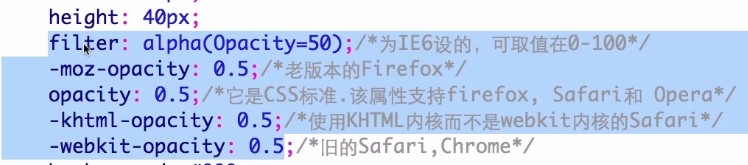 height: 40px;
filter: alpha(Opacity=50);/*为IE6设的, 可取值在0-100*/
-moz-opacity: 0.5;/*老版本的Firefox*/
opacity: 0.5;/*它是CSS标准.该属性支持firefox, Safari和 Opera*/
-khtml-opacity: 0.5;/*使用KHTML内核而不是webkit内核的Safari*/
-webkit-opacity: 0.5;/*旧的Safari,Chrome*/